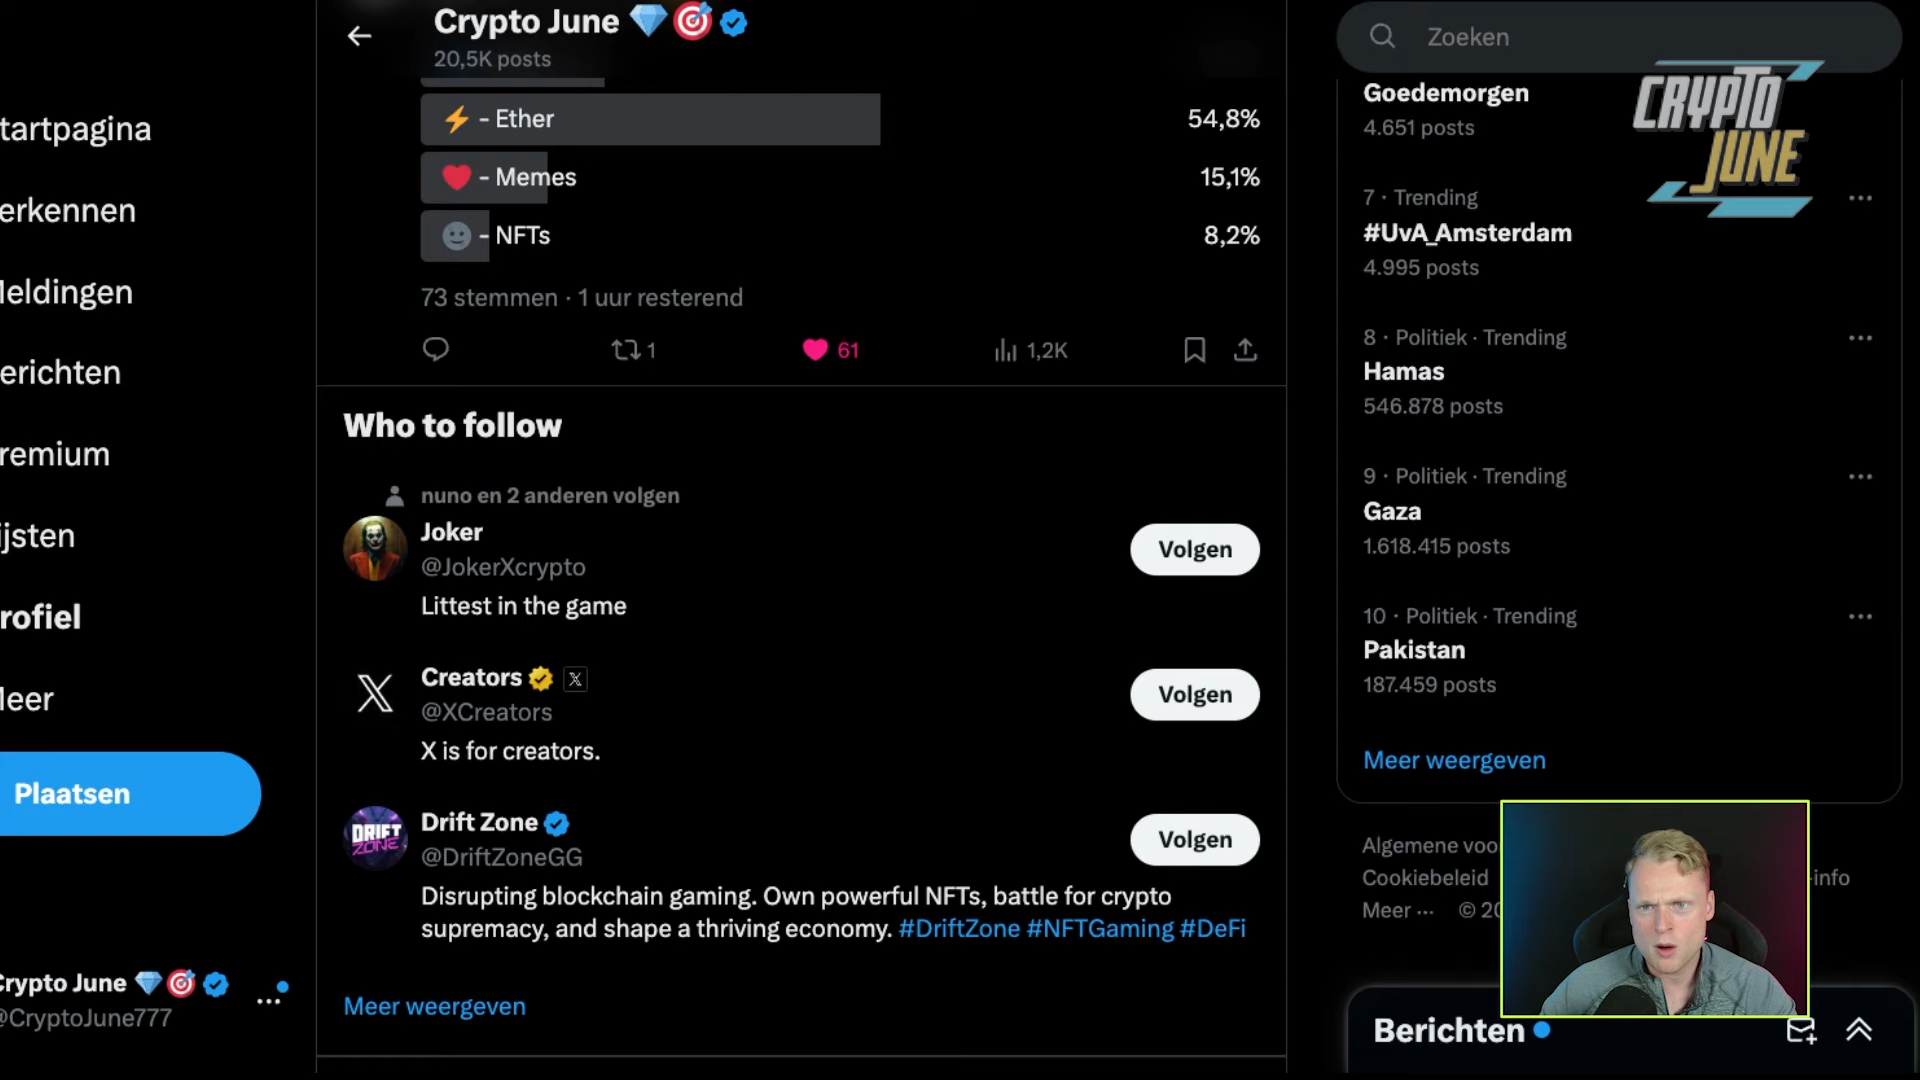 Crypto June
20,5K posts
- Ether
54,8%
- Memes
15,1%
- NFTs
8,2%
73 stemmen · 1 uur resterend
1
61
1,2K
Who to follow
nuno en 2 anderen volgen
Joker
@JokerXcrypto
Littest in the game
Volgen
Creators
@XCreators
X is for creators.
Volgen
Drift Zone
@DriftZoneGG
Disrupting blockchain gaming. Own powerful NFTs, battle for crypto
supremacy, and shape a thriving economy. #DriftZone #NFTGaming #DeFi
Volgen
Meer weergeven
tartpagina
erkennen
eldingen
erichten
remium
ijsten
rofiel
eer
Plaatsen
Crypto June
@CryptoJune777
Zoeken
CRYPTO
JUNE
Goedemorgen
4.651 posts
7 · Trending
#UvA_Amsterdam
4.995 posts
8 · Politiek · Trending
Hamas
546.878 posts
9 · Politiek · Trending
Gaza
1.618.415 posts
10 · Politiek · Trending
Pakistan
187.459 posts
Meer weergeven
Algemene voo
Cookiebeleid
-info
Meer ··· © 20
Berichten
DRIFT
ZONE